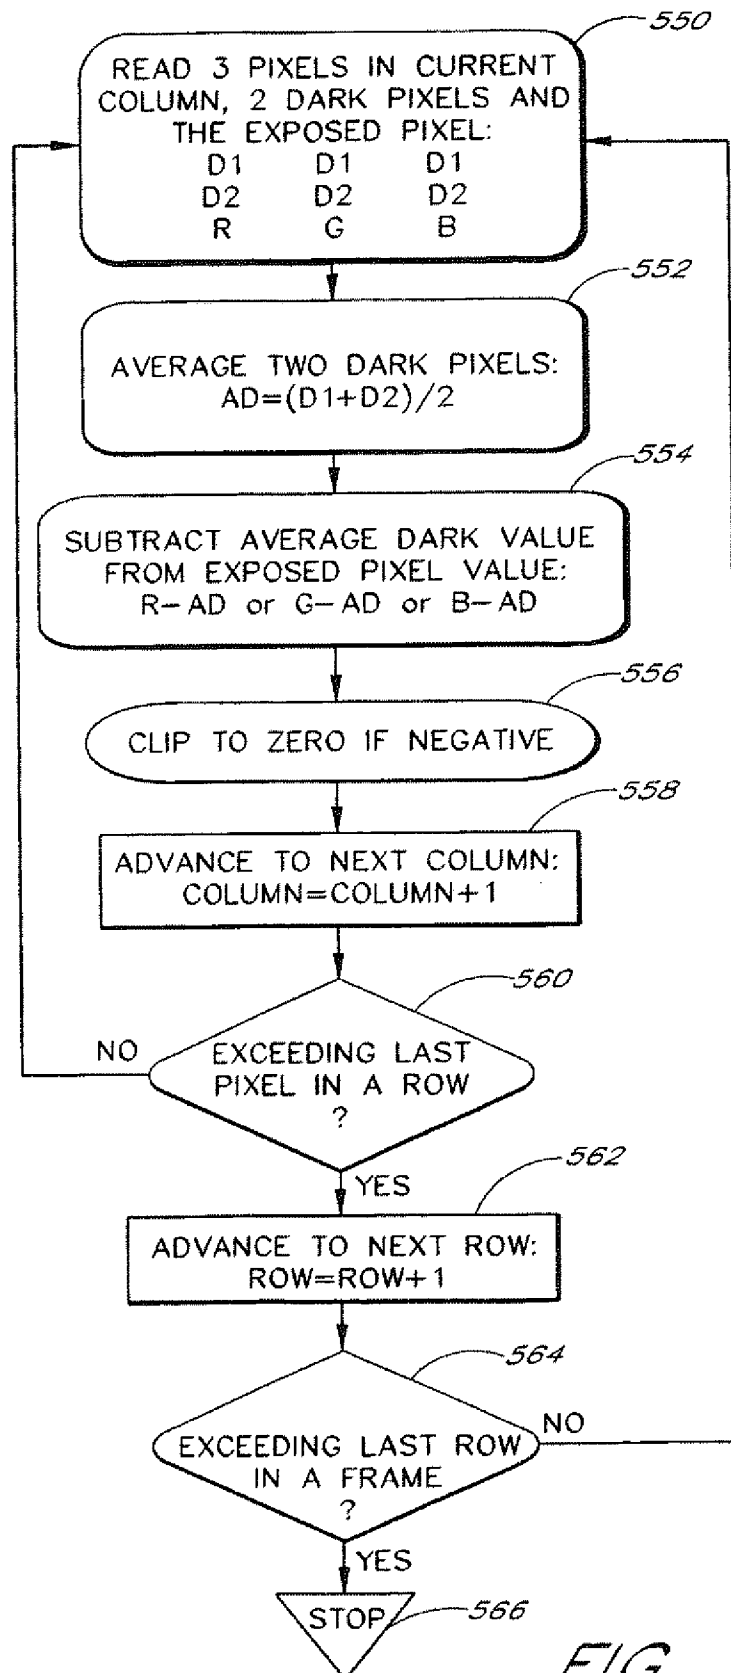 550
READ 3 PIXELS IN CURRENT
COLUMN, 2 DARK PIXELS AND
THE EXPOSED PIXEL:
D1 D1 D1
D2 D2 D2
R G B
552
AVERAGE TWO DARK PIXELS:
AD=(D1+D2)/2
554
SUBTRACT AVERAGE DARK VALUE
FROM EXPOSED PIXEL VALUE:
R-AD or G-AD or B-AD
556
CLIP TO ZERO IF NEGATIVE
558
ADVANCE TO NEXT COLUMN:
COLUMN=COLUMN+1
560
NO
EXCEEDING LAST
PIXEL IN A ROW
?
YES
562
ADVANCE TO NEXT ROW:
ROW=ROW+1
564
NO
EXCEEDING LAST ROW
IN A FRAME
?
YES
STOP
566
FIG